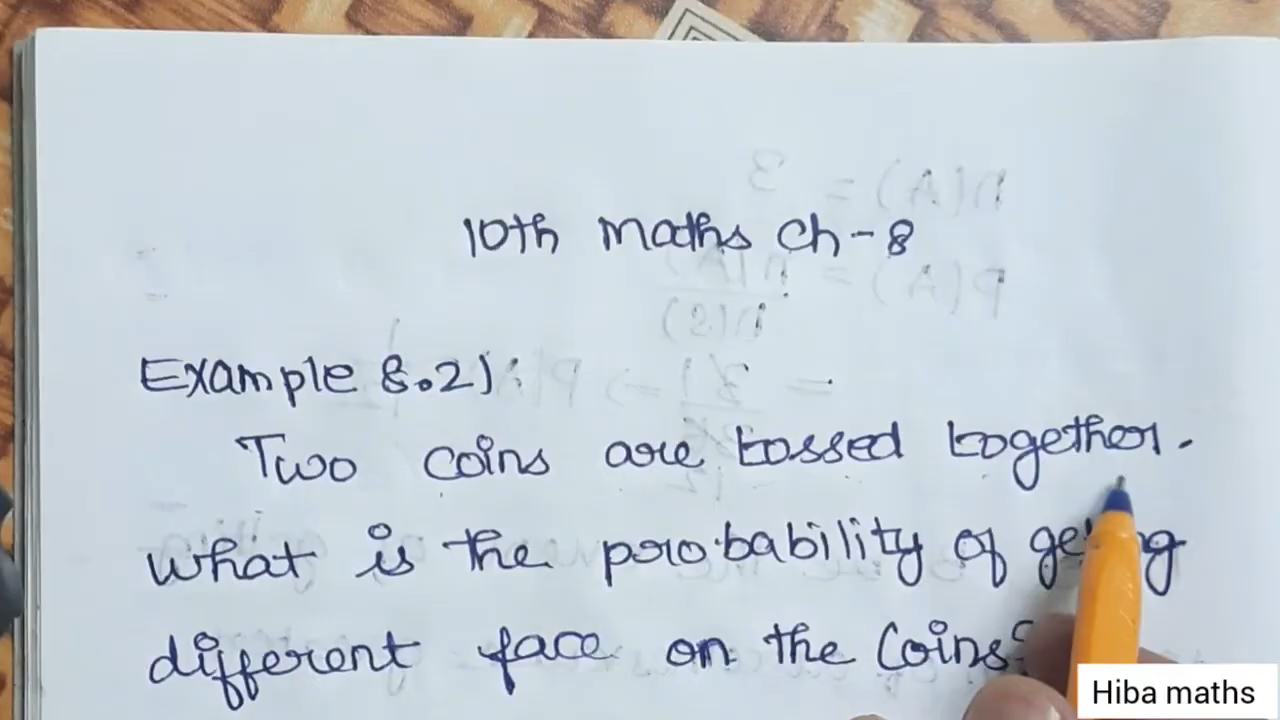 10th maths Ch-8
Example 8.21:
Two coins are tossed together.
what is the probability of
different face on the Coins?
Hiba maths